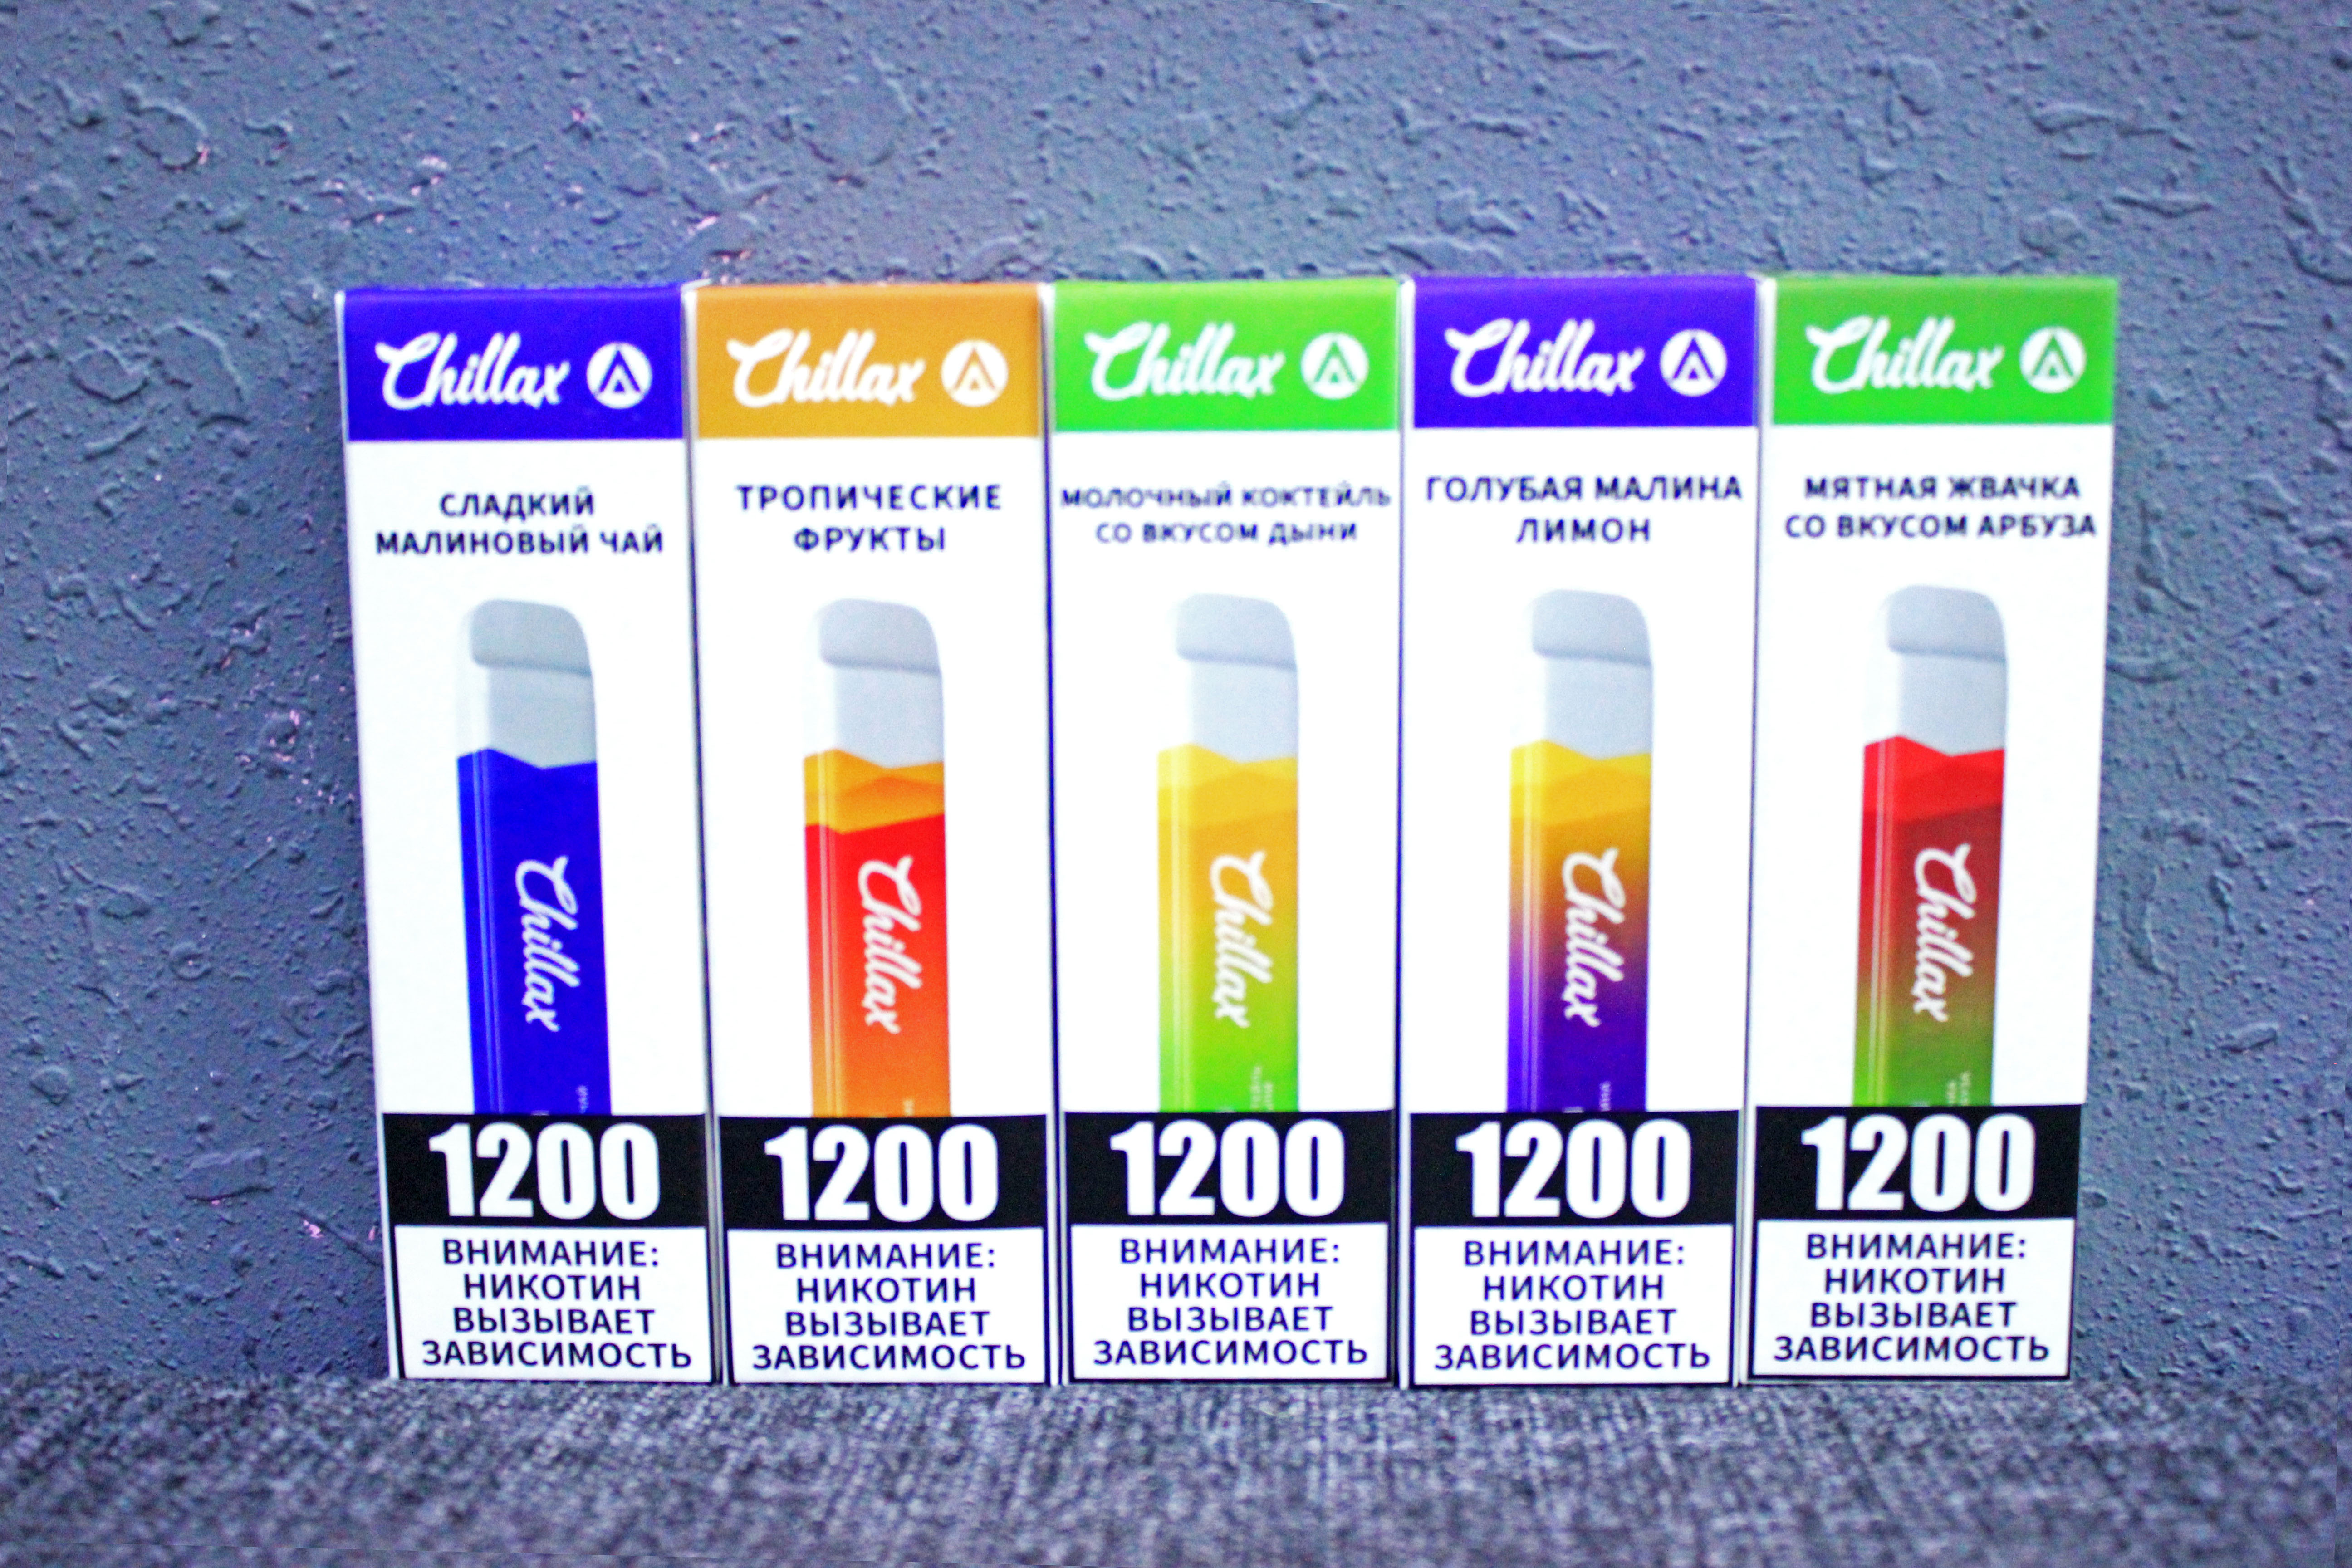 Chillax
СЛАДКИЙ
МАЛИНОВЫЙ ЧАЙ
Chillax
1200
ВНИМАНИЕ:
НИКОТИН
ВЫЗЫВАЕТ
ЗАВИСИМОСТЬ
Chillax
ТРОПИЧЕСКИЕ
ФРУКТЫ
Chillax
1200
ВНИМАНИЕ:
НИКОТИН
ВЫЗЫВАЕТ
ЗАВИСИМОСТЬ
Chillax
МОЛОЧНЫЙ КОКТЕЙЛЬ
СО ВКУСОМ ДЫНИ
Chillax
1200
ВНИМАНИЕ:
НИКОТИН
ВЫЗЫВАЕТ
ЗАВИСИМОСТЬ
Chillax
ГОЛУБАЯ МАЛИНА
ЛИМОН
Chillax
1200
ВНИМАНИЕ:
НИКОТИН
ВЫЗЫВАЕТ
ЗАВИСИМОСТЬ
Chillax
МЯТНАЯ ЖВАЧКА
СО ВКУСОМ АРБУЗА
Chillax
1200
ВНИМАНИЕ:
НИКОТИН
ВЫЗЫВАЕТ
ЗАВИСИМОСТЬ